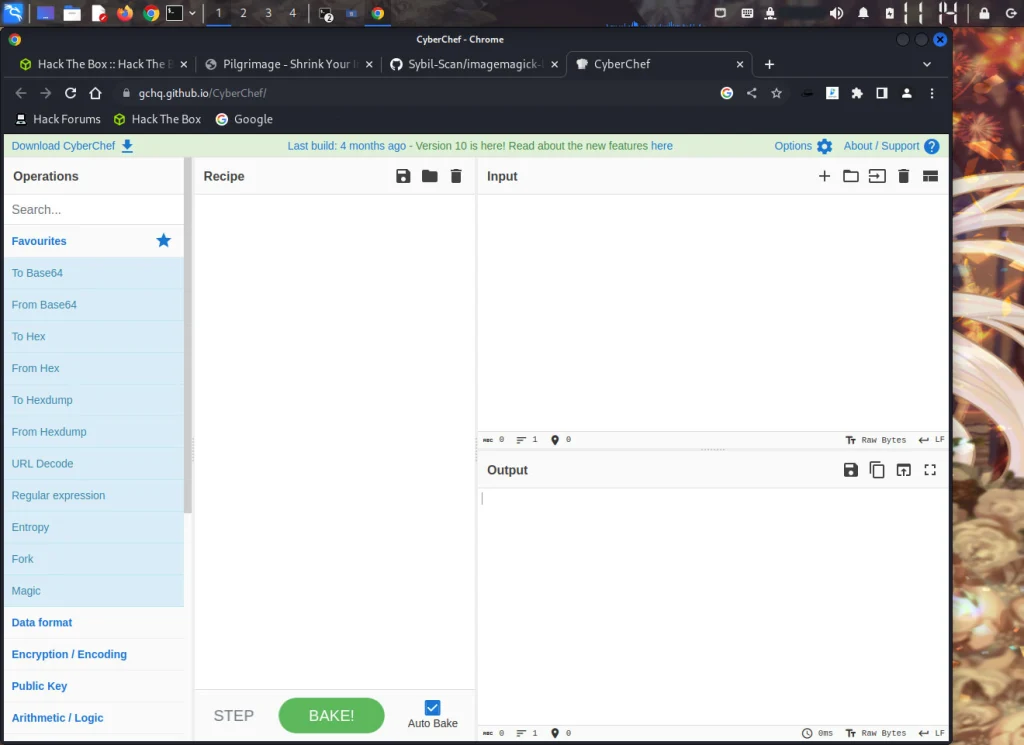 1 2 3 4 2
CyberChef - Chrome
Hack The Box :: Hack The B Pilgrimage - Shrink Your I Sybil-Scan/imagemagick- CyberChef
gchq.github.io/CyberChef/
Hack Forums Hack The Box Google
Download CyberChef Last build: 4 months ago - Version 10 is here! Read about the new features here Options About / Support
Operations Recipe Input
Search...
Favourites
To Base64
From Base64
To Hex
From Hex
To Hexdump
From Hexdump
URL Decode
Regular expression
Entropy
Fork
Magic
Data format
Encryption / Encoding
Public Key
Arithmetic / Logic
STEP BAKE! Auto Bake
ABC 0 1 0 Raw Bytes LF
Output
ABC 0 1 0 0ms Raw Bytes LF